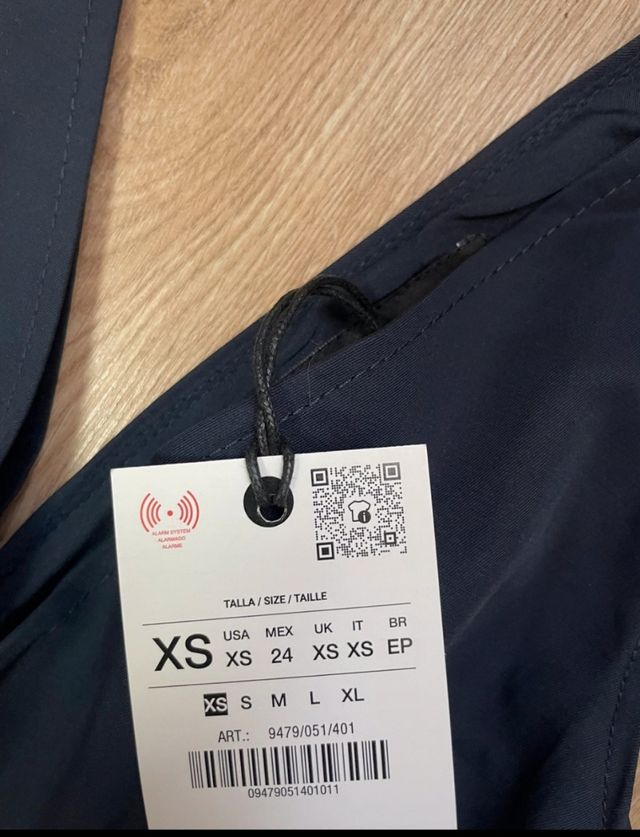 ALARM SYSTEM
ALARMADO
ALARME
TALLA / SIZE / TAILLE
XS USA XS MEX 24 UK XS IT XS BR EP
XS S M L XL
ART.: 9479/051/401
09479051401011